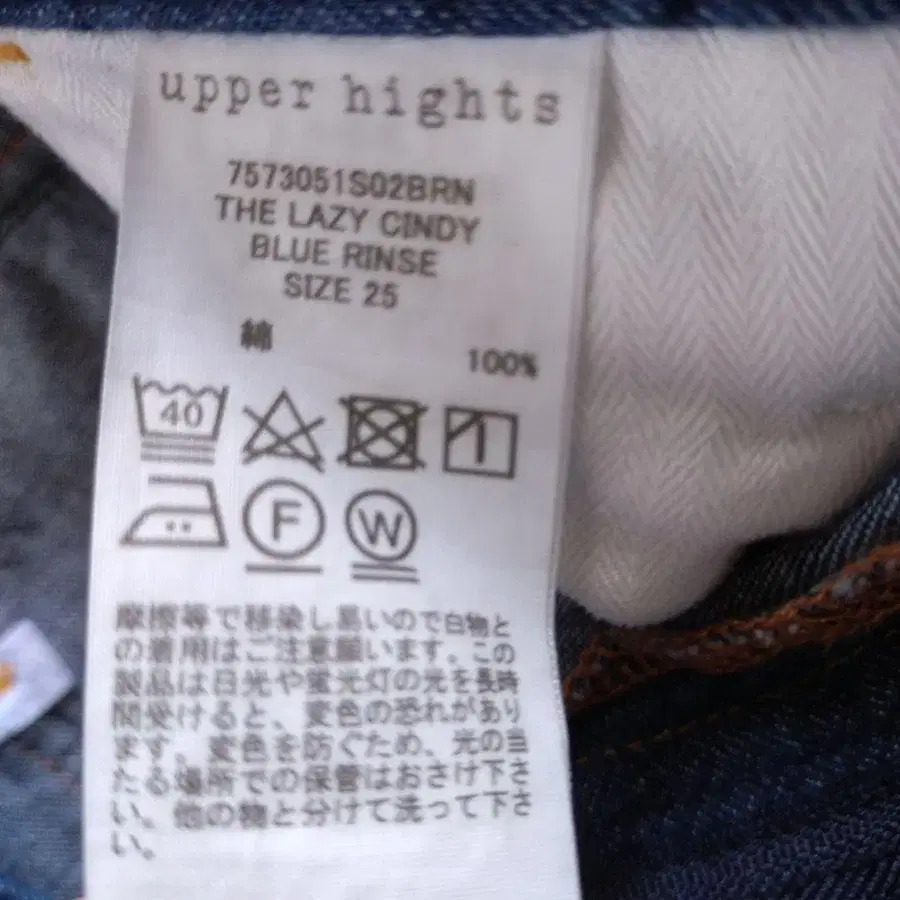 upper hights
7573051S02BRN
THE LAZY CINDY
BLUE RINSE
SIZE 25
綿 100%
40
F W
摩擦等で移染し易いので白物と
の着用はご注意願います。この
製品は日光や蛍光灯の光を長時
間受けると、変色の恐れがあり
ます。変色を防ぐため、光の当
たる場所での保管はおさけ下さ
い。他の物と分けて洗って下さ
い。